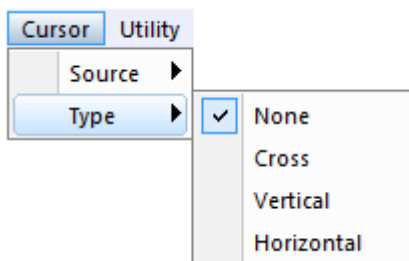 Cursor Utility
Source
Type
None
Cross
Vertical
Horizontal